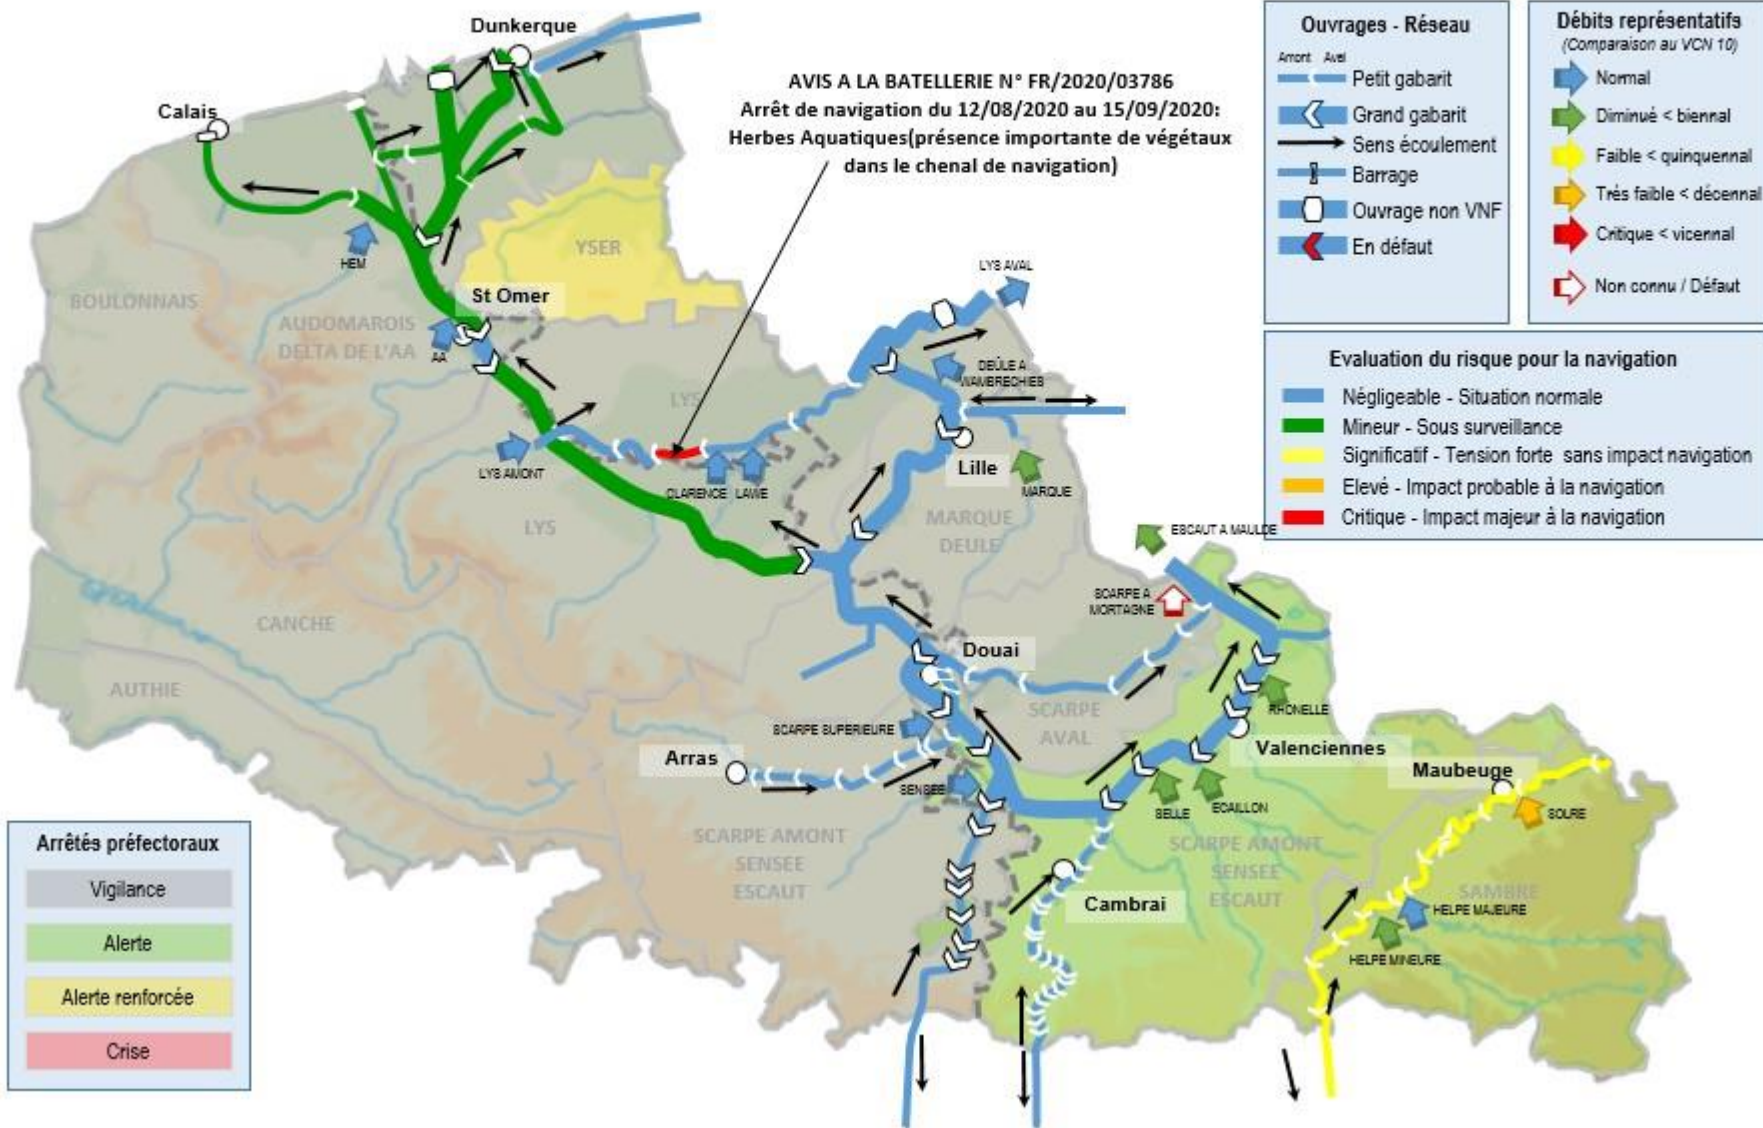 Dunkerque
Calais
AVIS A LA BATELLERIE N° FR/2020/03786
Arrêt de navigation du 12/08/2020 au 15/09/2020:
Herbes Aquatiques(présence importante de végétaux
dans le chenal de navigation)
Ouvrages - Réseau
Amont Aval
Petit gabarit
Grand gabarit
Sens écoulement
Barrage
Ouvrage non VNF
En défaut
Débits représentatifs
(Comparaison au VCN 10)
Normal
Diminué < biennal
Faible < quinquennal
Trés faible < décennal
Critique < vicennal
Non connu / Défaut
Evaluation du risque pour la navigation
Négligeable - Situation normale
Mineur - Sous surveillance
Significatif - Tension forte sans impact navigation
Elevé - Impact probable à la navigation
Critique - Impact majeur à la navigation
YSER
HEM
BOULONNAIS
St Omer
AUDOMAROIS
DELTA DE L'AA
AA
LYS AVAL
DEÛLE A
WAMBRECHIES
LYS
LYS AMONT
CLARENCE
LAWE
Lille
MARQUE
LYS
MARQUE
DEULE
ESCAUT A MAULDE
SCARPE A
MORTAGNE
CANCHE
Douai
AUTHIE
SCARPE
AVAL
RHONELLE
SCARPE SUPERIEURE
Arras
Valenciennes
Maubeuge
SENSEE
SELLE
ECAILLON
SOLRE
SCARPE AMONT
SENSEE
ESCAUT
SCARPE AMONT
SENSEE
ESCAUT
Cambrai
SAMBRE
HELPE MAJEURE
HELPE MINEURE
Arrêtés préfectoraux
Vigilance
Alerte
Alerte renforcée
Crise